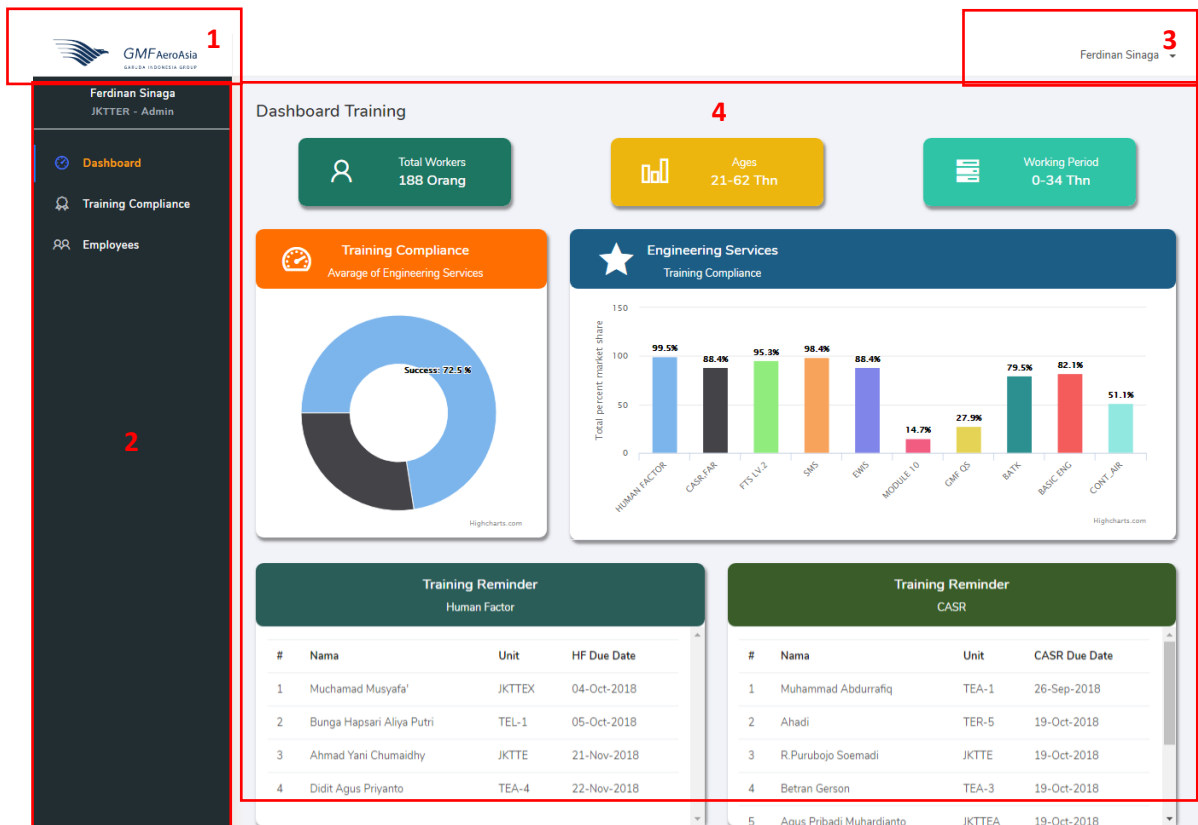 1
GMF AeroAsia
GARUDA INDONESIA GROUP
3
Ferdinan Sinaga
Ferdinan Sinaga
JKTTER - Admin
2
Dashboard
Training Compliance
Employees
4
Dashboard Training
Total Workers
188 Orang
Ages
21-62 Thn
Working Period
0-34 Thn
Training Compliance
Avarage of Engineering Services
Success: 72.5 %
Highcharts.com
Engineering Services
Training Compliance
Total percent market share
150
100
50
0
99.5%
88.4%
95.3%
98.4%
88.4%
14.7%
27.9%
79.5%
82.1%
51.1%
HUMAN FACTOR
CASR,FAR
FTS LV.2
SMS
EWIS
MODULE 10
GMF QS
BATK
BASIC ENG
CONT_AIR
Highcharts.com
Training Reminder
Human Factor
# Nama Unit HF Due Date
1 Muchamad Musyafa' JKTTEX 04-Oct-2018
2 Bunga Hapsari Aliya Putri TEL-1 05-Oct-2018
3 Ahmad Yani Chumaidhy JKTTE 21-Nov-2018
4 Didit Agus Priyanto TEA-4 22-Nov-2018
Training Reminder
CASR
# Nama Unit CASR Due Date
1 Muhammad Abdurrafiq TEA-1 26-Sep-2018
2 Ahadi TER-5 19-Oct-2018
3 R.Purubojo Soemadi JKTTE 19-Oct-2018
4 Betran Gerson TEA-3 19-Oct-2018
5 Agus Pribadi Muhardianto JKTTEA 19-Oct-2018